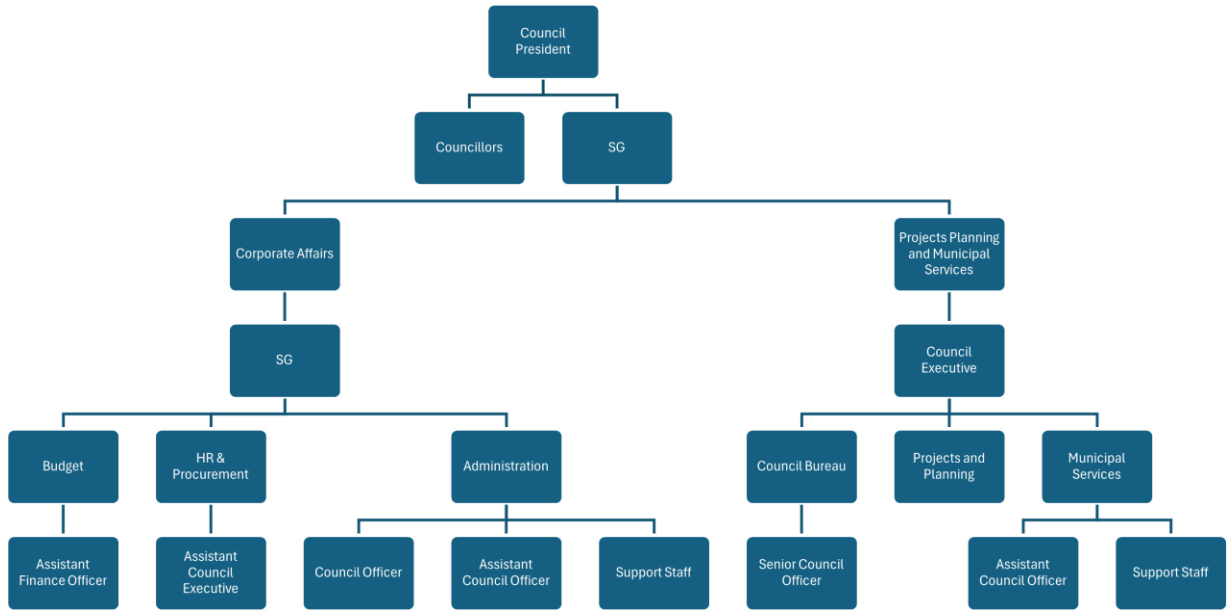 Council
President
Councillors
SG
Corporate Affairs
Projects Planning
and Municipal
Services
SG
Council
Executive
Budget
HR &
Procurement
Administration
Council Bureau
Projects and
Planning
Municipal
Services
Assistant
Finance Officer
Assistant
Council
Executive
Council Officer
Assistant
Council Officer
Support Staff
Senior Council
Officer
Assistant
Council Officer
Support Staff